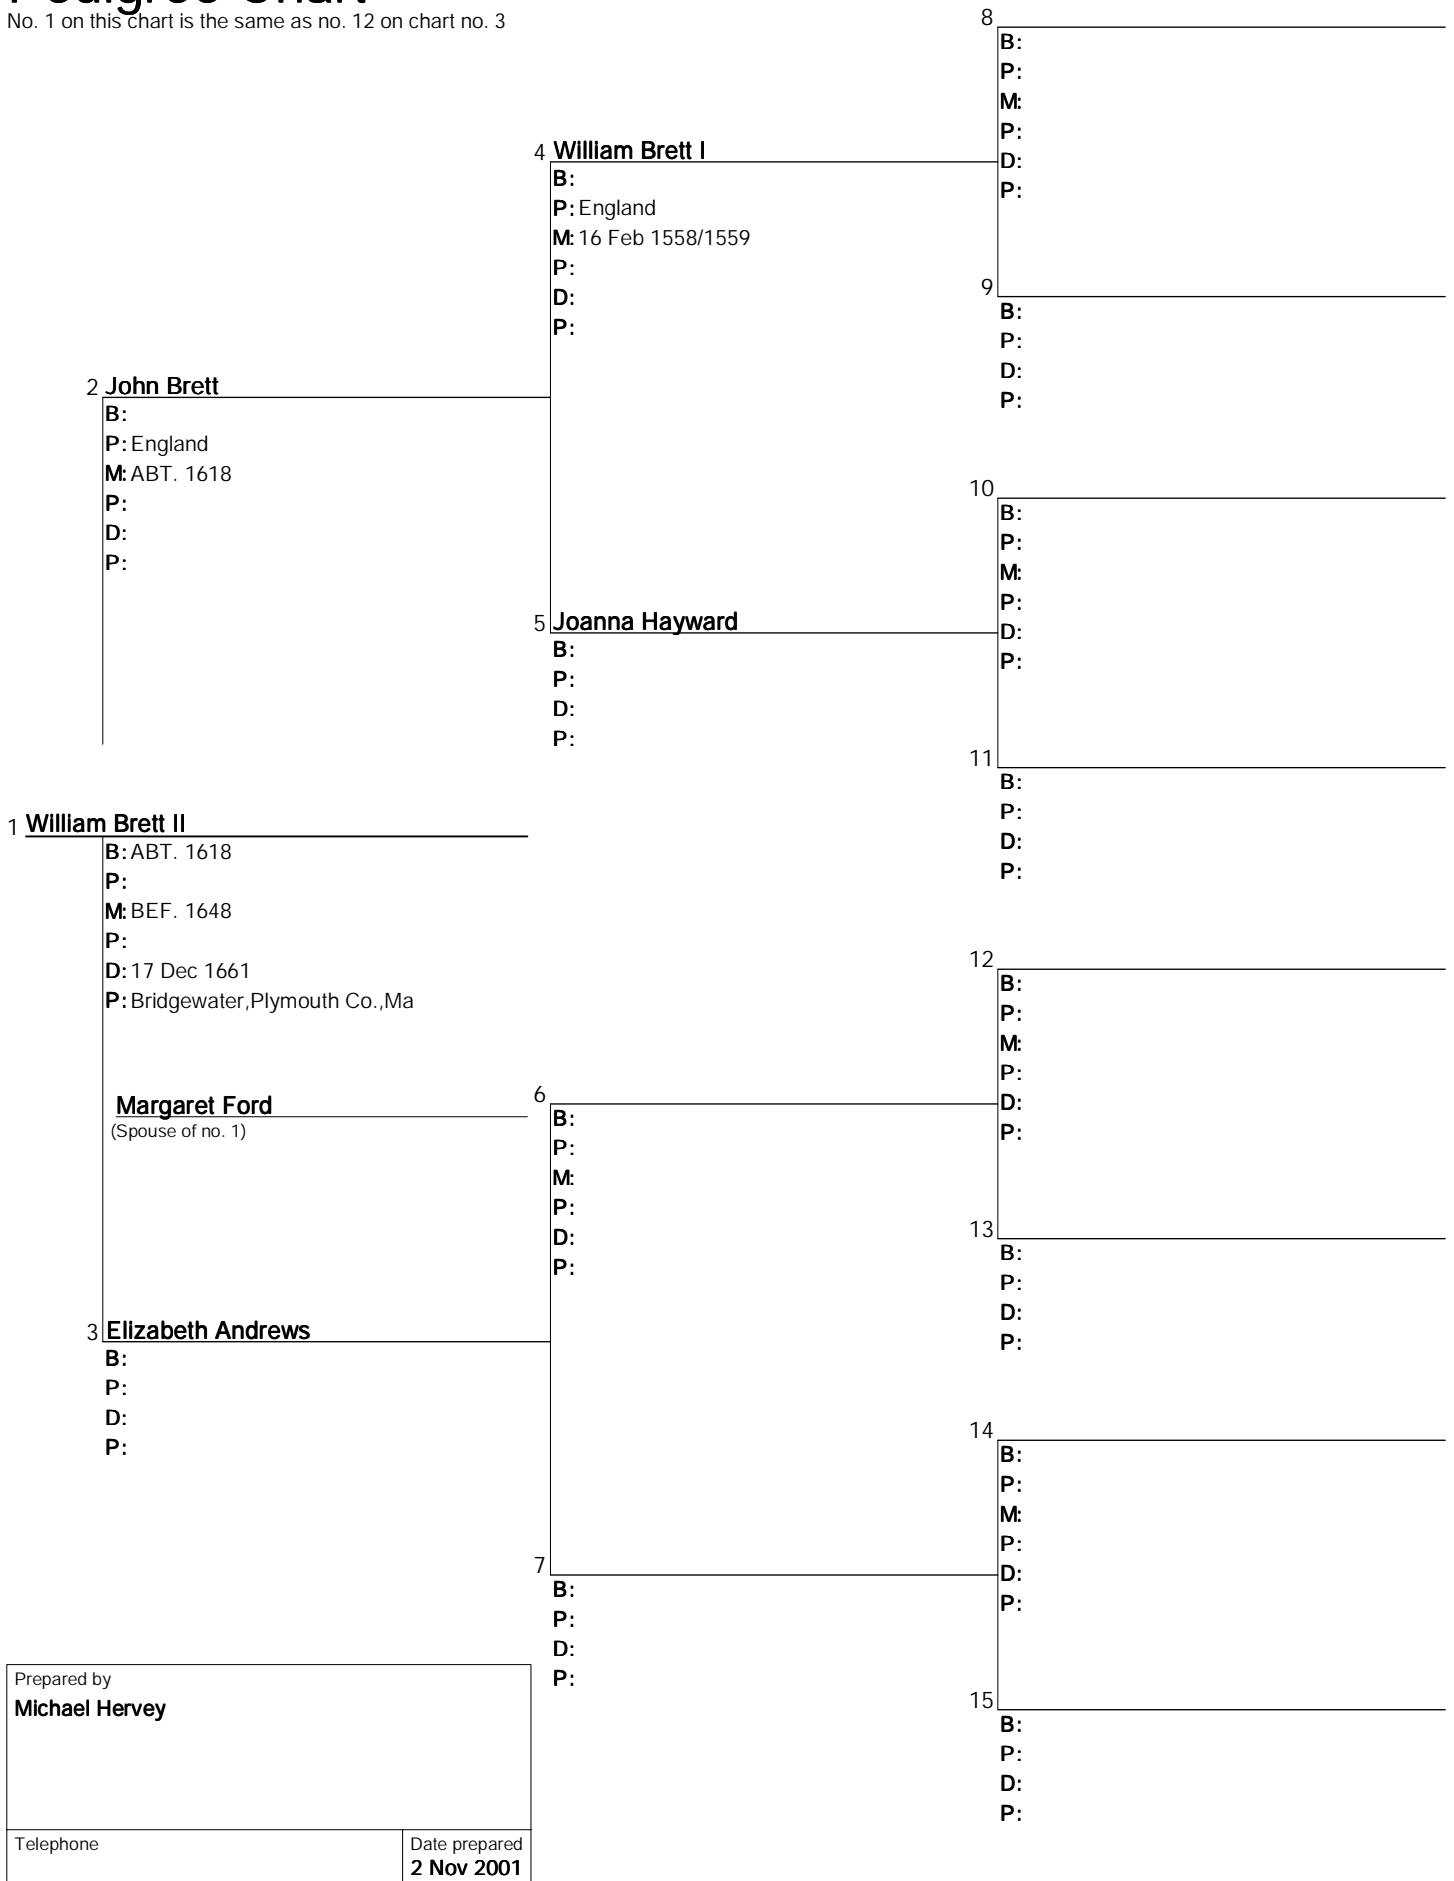 Pedigree Chart
No. 1 on this chart is the same as no. 12 on chart no. 3
8
B:
P:
M:
P:
D:
P:
4 William Brett I
B:
P: England
M: 16 Feb 1558/1559
P:
D:
P:
9
B:
P:
D:
P:
2 John Brett
B:
P: England
M: ABT. 1618
P:
D:
P:
10
B:
P:
M:
P:
D:
P:
5 Joanna Hayward
B:
P:
D:
P:
11
B:
P:
D:
P:
1 William Brett II
B: ABT. 1618
P:
M: BEF. 1648
P:
D: 17 Dec 1661
P: Bridgewater,Plymouth Co.,Ma
12
B:
P:
M:
P:
D:
P:
Margaret Ford
(Spouse of no. 1)
6
B:
P:
M:
P:
D:
P:
13
B:
P:
D:
P:
3 Elizabeth Andrews
B:
P:
D:
P:
14
B:
P:
M:
P:
D:
P:
7
B:
P:
D:
P:
15
B:
P:
D:
P:
Prepared by
Michael Hervey
Telephone
Date prepared
2 Nov 2001